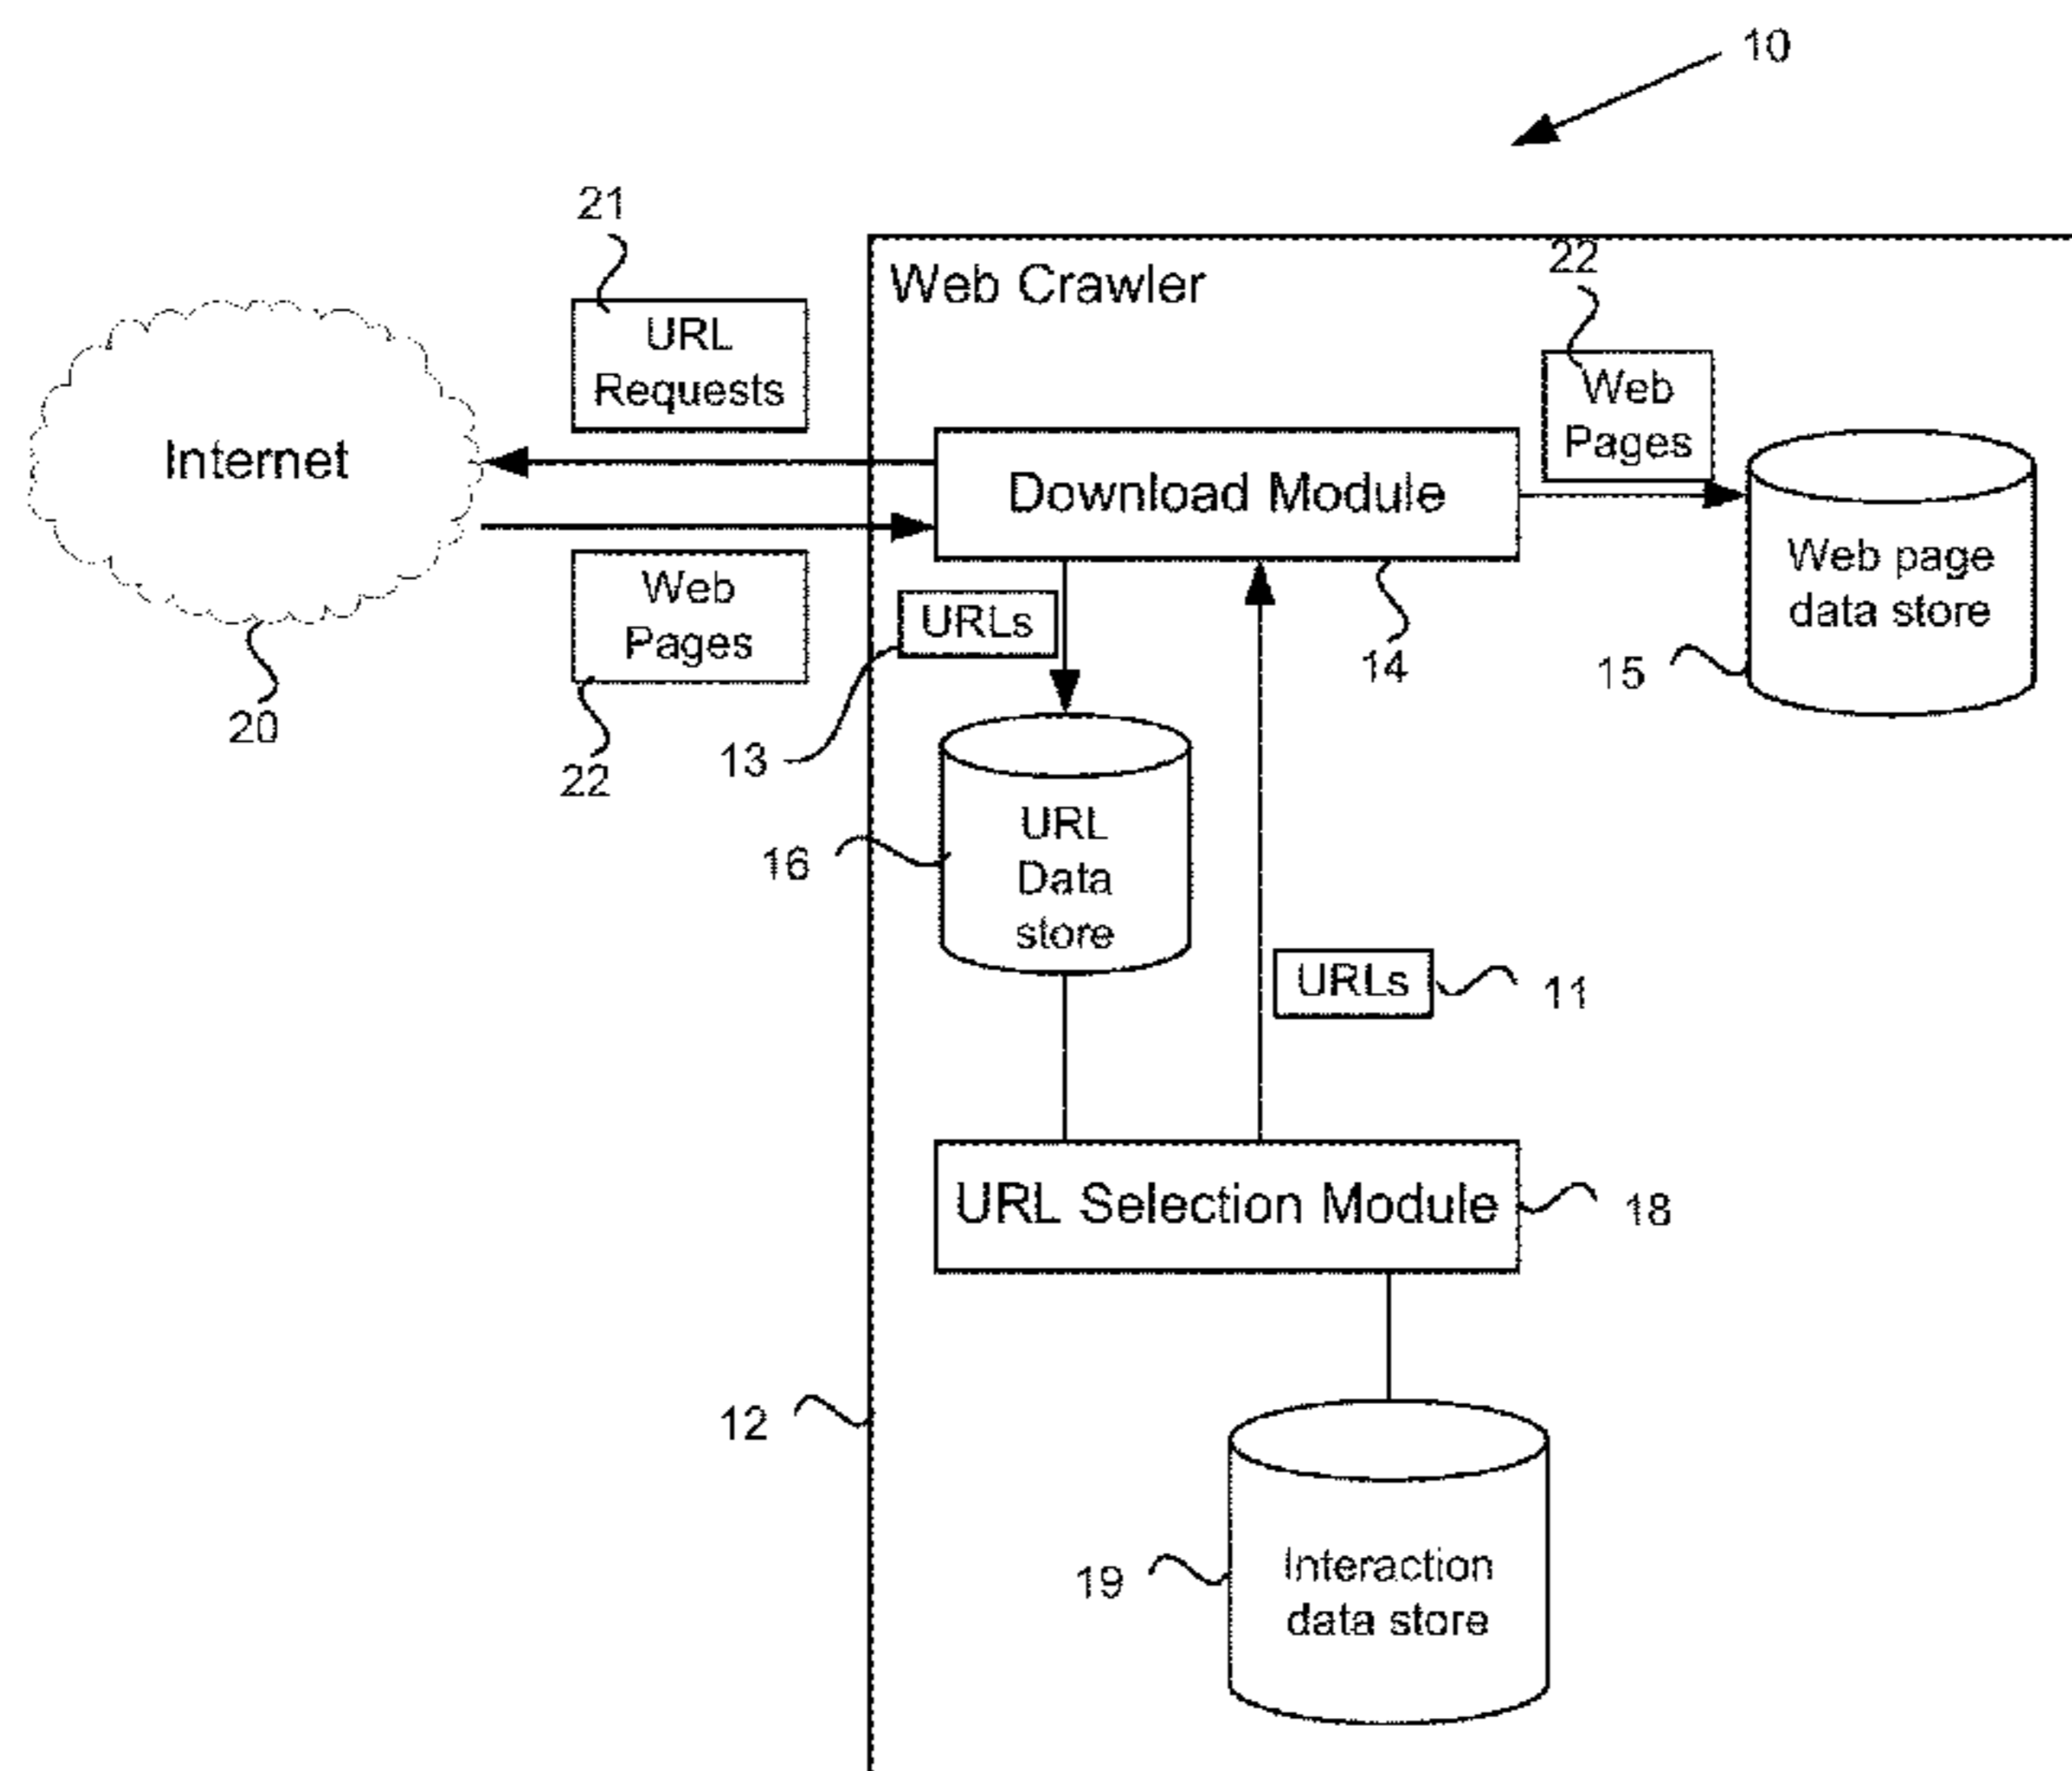 10
21
Web Crawler
22
URL
Requests
Web
Pages
Internet
Download Module
Web page
data store
Web
Pages
URLs
14
15
20
22
13
URL
Data
store
16
URLs
11
URL Selection Module
18
12
Interaction
data store
19